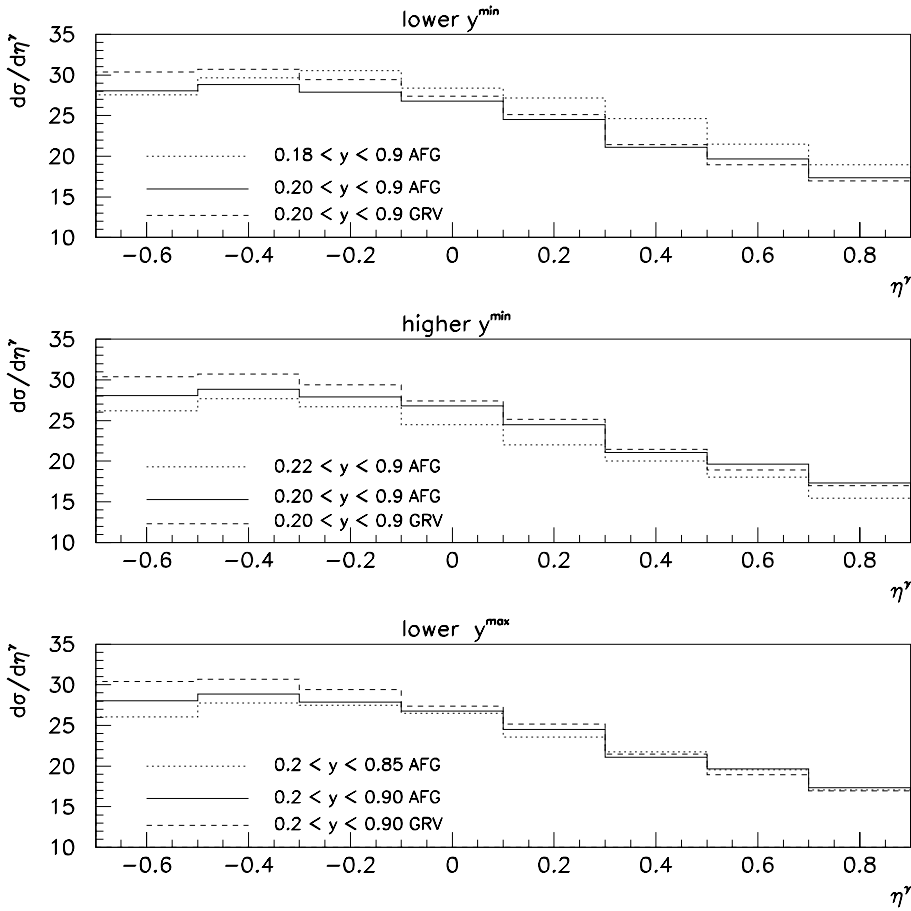 lower y^min
dσ/dη^γ
35
30
25
20
15
10
0.18 < y < 0.9 AFG
0.20 < y < 0.9 AFG
0.20 < y < 0.9 GRV
−0.6 −0.4 −0.2 0 0.2 0.4 0.6 0.8
η^γ
higher y^min
dσ/dη^γ
35
30
25
20
15
10
0.22 < y < 0.9 AFG
0.20 < y < 0.9 AFG
0.20 < y < 0.9 GRV
−0.6 −0.4 −0.2 0 0.2 0.4 0.6 0.8
η^γ
lower y^max
dσ/dη^γ
35
30
25
20
15
10
0.2 < y < 0.85 AFG
0.2 < y < 0.90 AFG
0.2 < y < 0.90 GRV
−0.6 −0.4 −0.2 0 0.2 0.4 0.6 0.8
η^γ